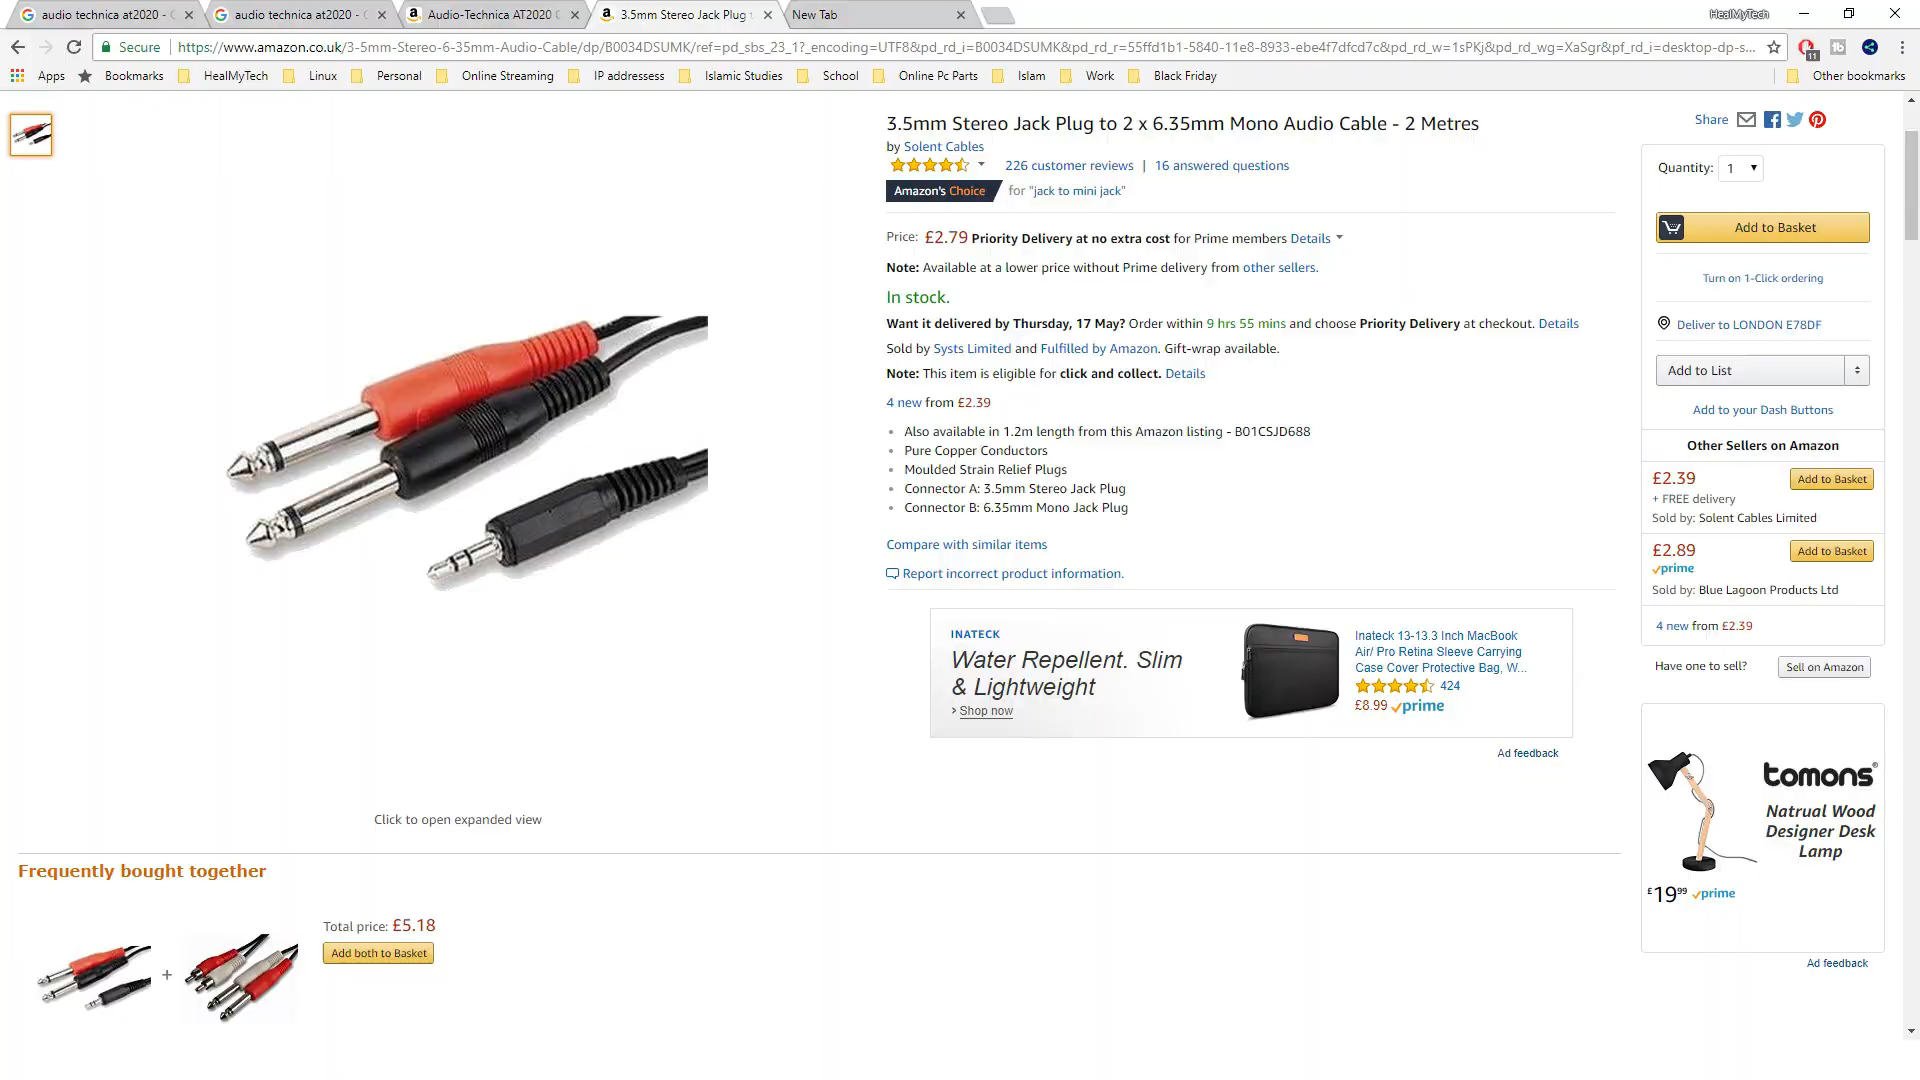 audio technica at2020 - 
audio technica at2020 - 
Audio-Technica AT2020
3.5mm Stereo Jack Plug
New Tab
HealMyTech
Secure
https://www.amazon.co.uk/3-5mm-Stereo-6-35mm-Audio-Cable/dp/B0034DSUMK/ref=pd_sbs_23_1?_encoding=UTF8&pd_rd_i=B0034DSUMK&pd_rd_r=55ffd1b1-5840-11e8-8933-ebe4f7dfcd7c&pd_rd_w=1sPKj&pd_rd_wg=XaSgr&pf_rd_i=desktop-dp-s...
11
Apps Bookmarks HealMyTech Linux Personal Online Streaming IP addressess Islamic Studies School Online Pc Parts Islam Work Black Friday Other bookmarks
3.5mm Stereo Jack Plug to 2 x 6.35mm Mono Audio Cable - 2 Metres
by Solent Cables
226 customer reviews | 16 answered questions
Amazon's Choice for "jack to mini jack"
Price: £2.79 Priority Delivery at no extra cost for Prime members Details
Note: Available at a lower price without Prime delivery from other sellers.
In stock.
Want it delivered by Thursday, 17 May? Order within 9 hrs 55 mins and choose Priority Delivery at checkout. Details
Sold by Systs Limited and Fulfilled by Amazon. Gift-wrap available.
Note: This item is eligible for click and collect. Details
4 new from £2.39
• Also available in 1.2m length from this Amazon listing - B01CSJD688
• Pure Copper Conductors
• Moulded Strain Relief Plugs
• Connector A: 3.5mm Stereo Jack Plug
• Connector B: 6.35mm Mono Jack Plug
Compare with similar items
Report incorrect product information.
INATECK
Water Repellent. Slim
& Lightweight
› Shop now
Inateck 13-13.3 Inch MacBook
Air/ Pro Retina Sleeve Carrying
Case Cover Protective Bag, W...
424
£8.99 prime
Ad feedback
Click to open expanded view
Share
Quantity: 1
Add to Basket
Turn on 1-Click ordering
Deliver to LONDON E78DF
Add to List
Add to your Dash Buttons
Other Sellers on Amazon
£2.39 Add to Basket
+ FREE delivery
Sold by: Solent Cables Limited
£2.89 Add to Basket
prime
Sold by: Blue Lagoon Products Ltd
4 new from £2.39
Have one to sell? Sell on Amazon
tomons®
Natrual Wood
Designer Desk
Lamp
£19.99 prime
Ad feedback
Frequently bought together
Total price: £5.18
Add both to Basket
+